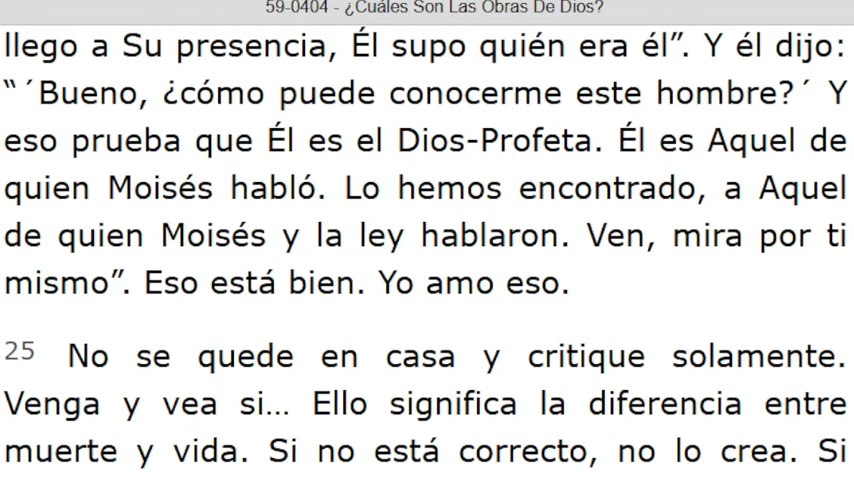 59-0404 - ¿Cuáles Son Las Obras De Dios?
llego a Su presencia, Él supo quién era él”. Y él dijo:
“´Bueno, ¿cómo puede conocerme este hombre?´ Y
eso prueba que Él es el Dios-Profeta. Él es Aquel de
quien Moisés habló. Lo hemos encontrado, a Aquel
de quien Moisés y la ley hablaron. Ven, mira por ti
mismo”. Eso está bien. Yo amo eso.
25 No se quede en casa y critique solamente.
Venga y vea si... Ello significa la diferencia entre
muerte y vida. Si no está correcto, no lo crea. Si